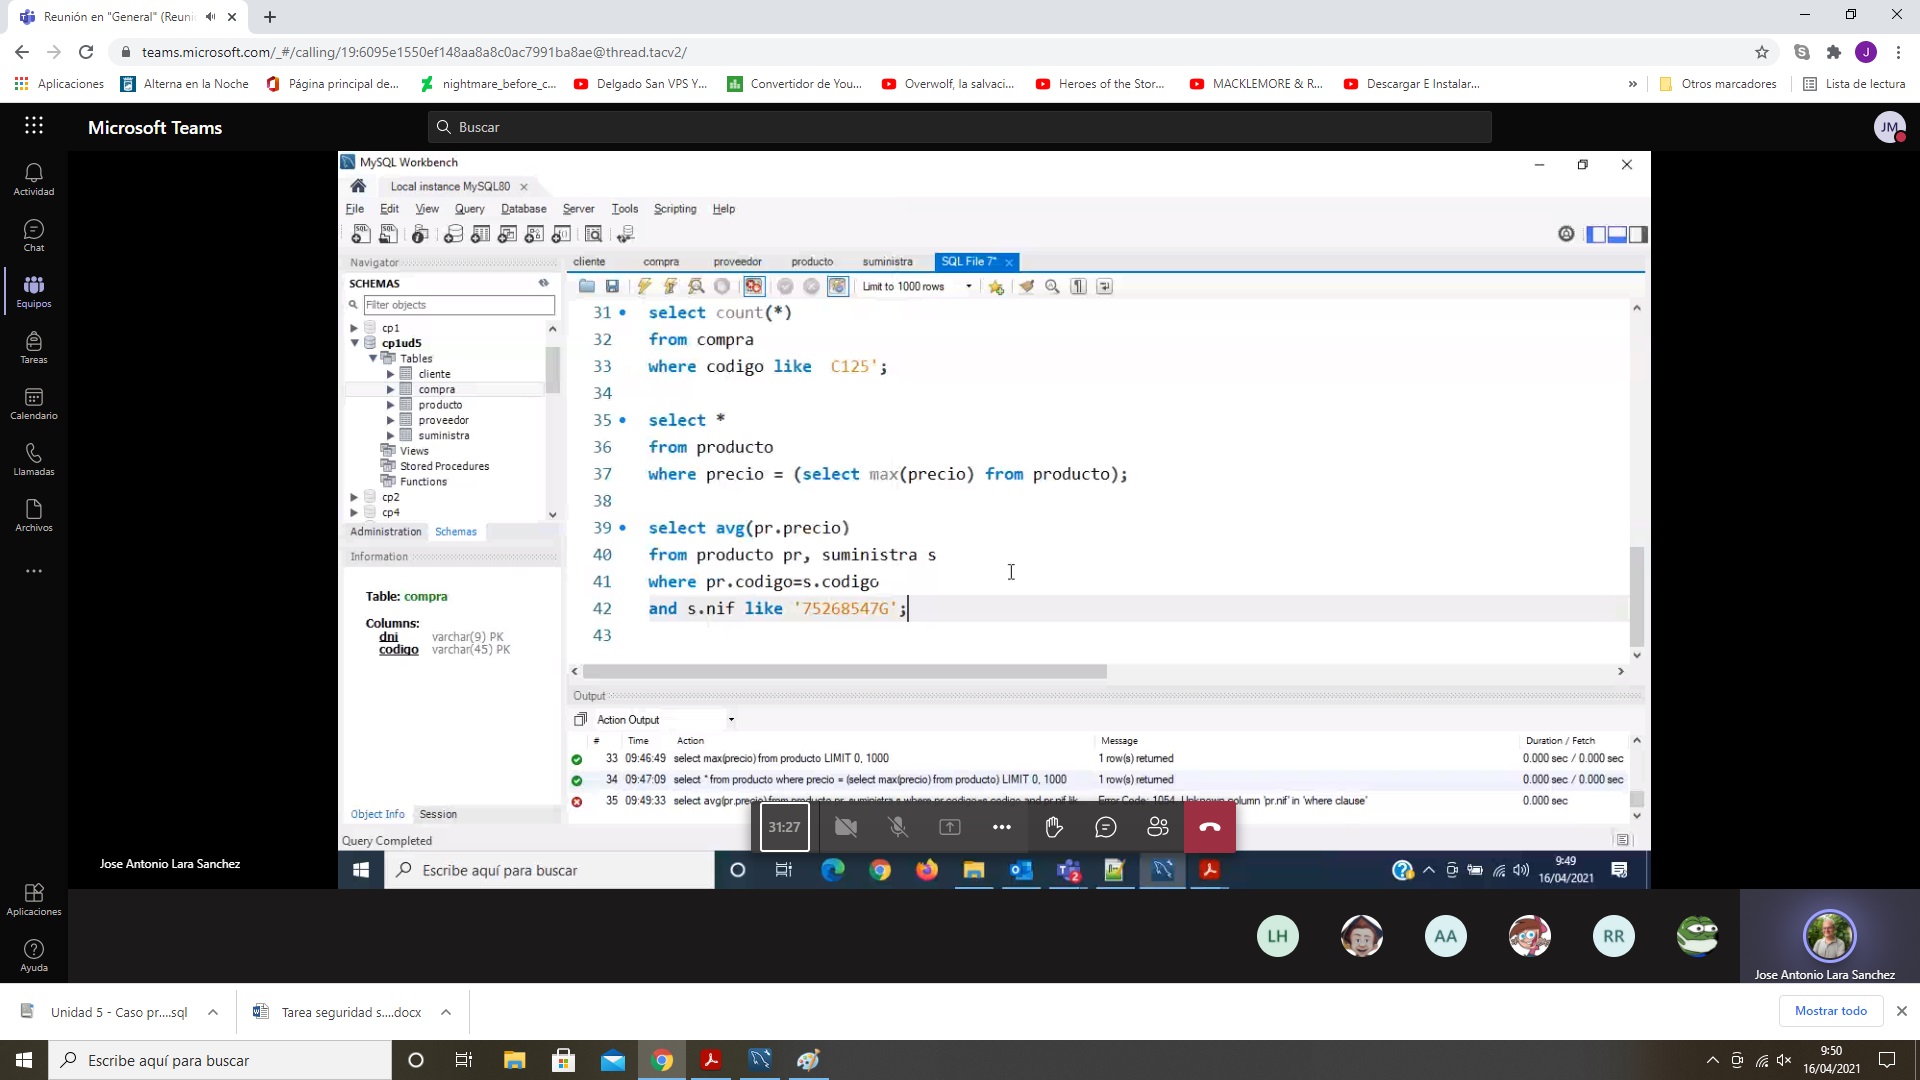 Reunión en "General" (Reuni
teams.microsoft.com/_#/calling/19:6095e1550ef148aa8a8c0ac7991ba8ae@thread.tacv2/
J
Aplicaciones
Alterna en la Noche
Página principal de...
nightmare_before_c...
Delgado San VPS Y...
Convertidor de You...
Overwolf, la salvaci...
Heroes of the Stor...
MACKLEMORE & R...
Descargar E Instalar...
»
Otros marcadores
Lista de lectura
Microsoft Teams
Buscar
JM
Actividad
Chat
Equipos
Tareas
Calendario
Llamadas
Archivos
Aplicaciones
Ayuda
MySQL Workbench
Local instance MySQL80
File Edit View Query Database Server Tools Scripting Help
Navigator
SCHEMAS
Filter objects
cp1
cp1ud5
Tables
cliente
compra
producto
proveedor
suministra
Views
Stored Procedures
Functions
cp2
cp4
Administration Schemas
Information
Table: compra
Columns:
dni varchar(9) PK
codigo varchar(45) PK
Object Info Session
Query Completed
cliente compra proveedor producto suministra SQL File 7*
Limit to 1000 rows
31 select count(*)
32 from compra
33 where codigo like C125';
34
35 select *
36 from producto
37 where precio = (select max(precio) from producto);
38
39 select avg(pr.precio)
40 from producto pr, suministra s
41 where pr.codigo=s.codigo
42 and s.nif like '75268547G';
43
Output
Action Output
# Time Action Message Duration / Fetch
33 09:46:49 select max(precio) from producto LIMIT 0, 1000 1 row(s) returned 0.000 sec / 0.000 sec
34 09:47:09 select * from producto where precio = (select max(precio) from producto) LIMIT 0, 1000 1 row(s) returned 0.000 sec / 0.000 sec
35 09:49:33 select avg(pr.precio) from producto pr, suministra s where pr.codigo=s.codigo and pr.nif lik... Error Code: 1054. Unknown column 'pr.nif' in 'where clause' 0.000 sec
31:27
Escribe aquí para buscar
2
9:49
16/04/2021
Jose Antonio Lara Sanchez
LH
AA
RR
Jose Antonio Lara Sanchez
Unidad 5 - Caso pr....sql
Tarea seguridad s....docx
Mostrar todo
Escribe aquí para buscar
9:50
16/04/2021